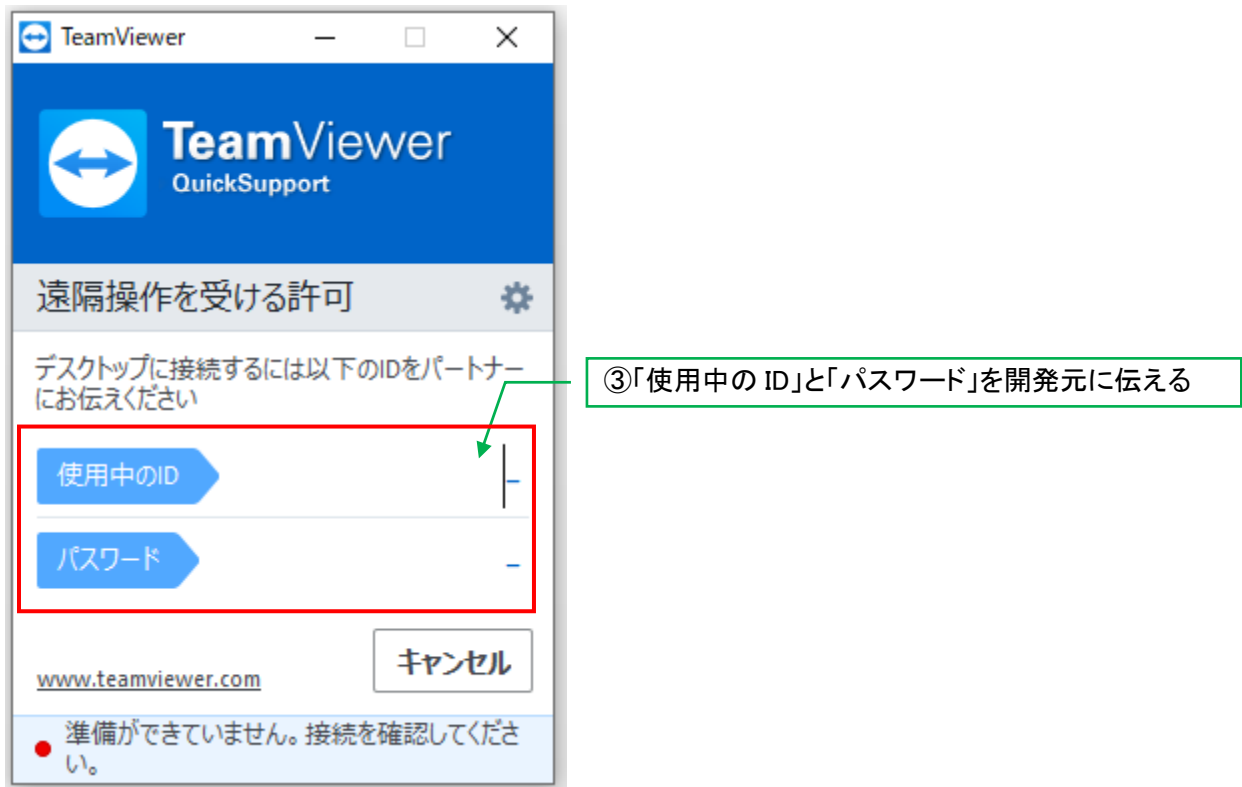 TeamViewer
TeamViewer
QuickSupport
遠隔操作を受ける許可
デスクトップに接続するには以下のIDをパートナー
にお伝えください
③「使用中の ID」と「パスワード」を開発元に伝える
使用中のID
–
パスワード
–
www.teamviewer.com
キャンセル
準備ができていません。接続を確認してくださ
い。